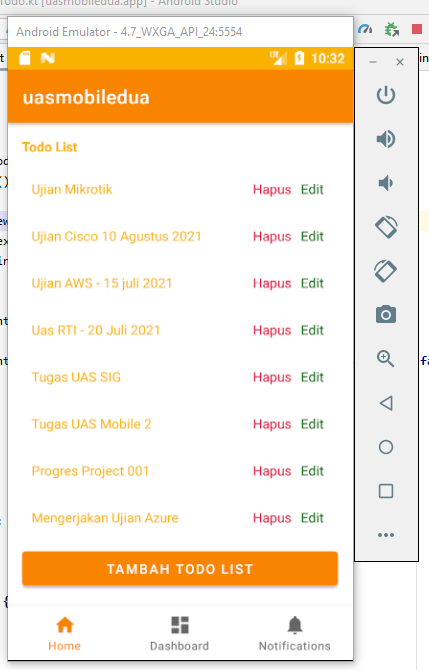 Todo.kt [uasmobiledua.app] - Android Studio
Android Emulator - 4.7_WXGA_API_24:5554
LTE 10:32
uasmobiledua
Todo List
Ujian Mikrotik Hapus Edit
Ujian Cisco 10 Agustus 2021 Hapus Edit
Ujian AWS - 15 juli 2021 Hapus Edit
Uas RTI - 20 Juli 2021 Hapus Edit
Tugas UAS SIG Hapus Edit
Tugas UAS Mobile 2 Hapus Edit
Progres Project 001 Hapus Edit
Mengerjakan Ujian Azure Hapus Edit
TAMBAH TODO LIST
{
Home Dashboard Notifications